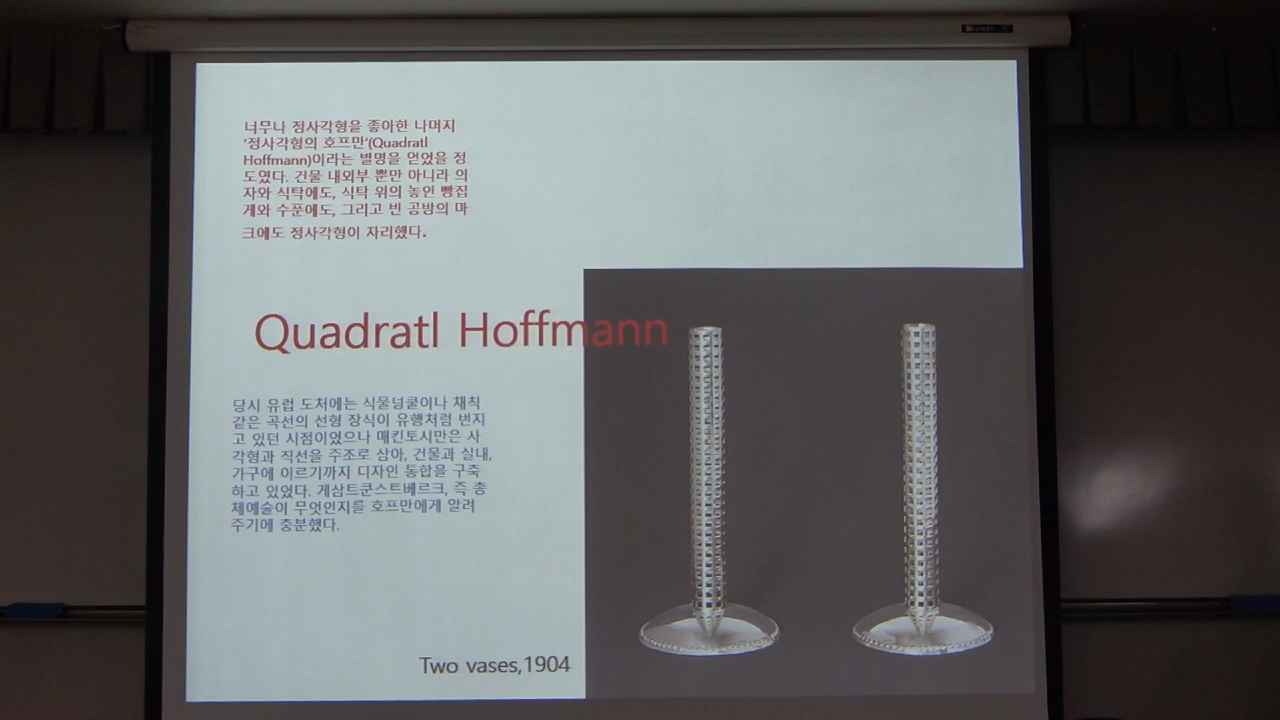 너무나 정사각형을 좋아한 나머지
'정사각형의 호프만'(Quadratl
Hoffmann)이라는 별명을 얻었을 정
도였다. 건물 내외부 뿐만 아니라 의
자와 식탁에도, 식탁 위의 놓인 빵집
게와 수푼에도, 그리고 빈 공방의 마
크에도 정사각형이 자리했다.
Quadratl Hoffmann
당시 유럽 도처에는 식물넝쿨이나 채칙
같은 곡선의 선형 장식이 유행처럼 번지
고 있던 시점이었으나 매킨토시만은 사
각형과 직선을 주조로 삼아, 건물과 실내,
가구에 이르기까지 디자인 통합을 구축
하고 있었다. 게삼트쿤스트베르크, 즉 총
체예술이 무엇인지를 호프만에게 알려
주기에 충분했다.
Two vases,1904